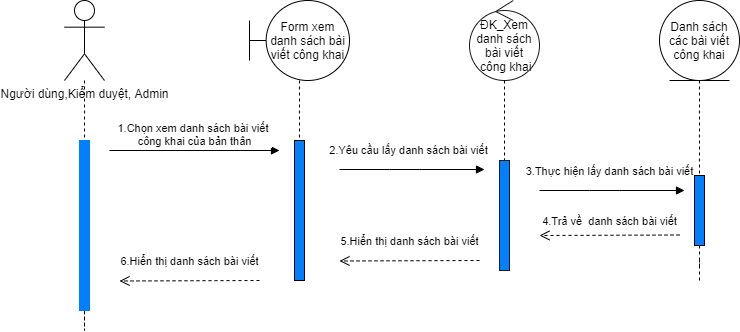 Form xem
danh sách bài
viết công khai
ĐK_Xem
danh sách
bài viết
công khai
Danh sách
các bài viết
công khai
Người dùng,Kiểm duyệt, Admin
1.Chọn xem danh sách bài viết
công khai của bản thân
2.Yêu cầu lấy danh sách bài viết
3.Thực hiện lấy danh sách bài viết
4.Trả về danh sách bài viết
5.Hiển thị danh sách bài viết
6.Hiển thị danh sách bài viết